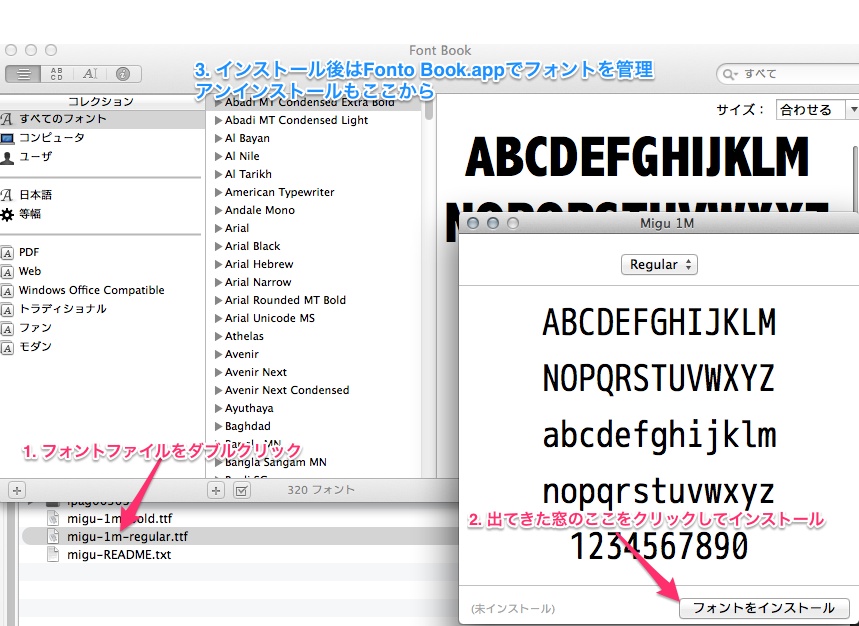 Font Book
3. インストール後はFonto Book.appでフォントを管理
アンインストールもここから
すべて
コレクション
すべてのフォント
コンピュータ
ユーザ
日本語
等幅
PDF
Web
Windows Office Compatible
トラディショナル
ファン
モダン
Abadi MT Condensed Extra Bold
Abadi MT Condensed Light
Al Bayan
Al Nile
Al Tarikh
American Typewriter
Andale Mono
Arial
Arial Black
Arial Hebrew
Arial Narrow
Arial Rounded MT Bold
Arial Unicode MS
Athelas
Avenir
Avenir Next
Avenir Next Condensed
Ayuthaya
Baghdad
Bangla MN
Bangla Sangam MN
320 フォント
サイズ：
合わせる
ABCDEFGHIJKLM
NOPQRSTUVWXYZ
1. フォントファイルをダブルクリック
migu-1m-bold.ttf
migu-1m-regular.ttf
migu-README.txt
Migu 1M
Regular
ABCDEFGHIJKLM
NOPQRSTUVWXYZ
abcdefghijklm
nopqrstuvwxyz
2. 出てきた窓のここをクリックしてインストール
1234567890
(未インストール)
フォントをインストール